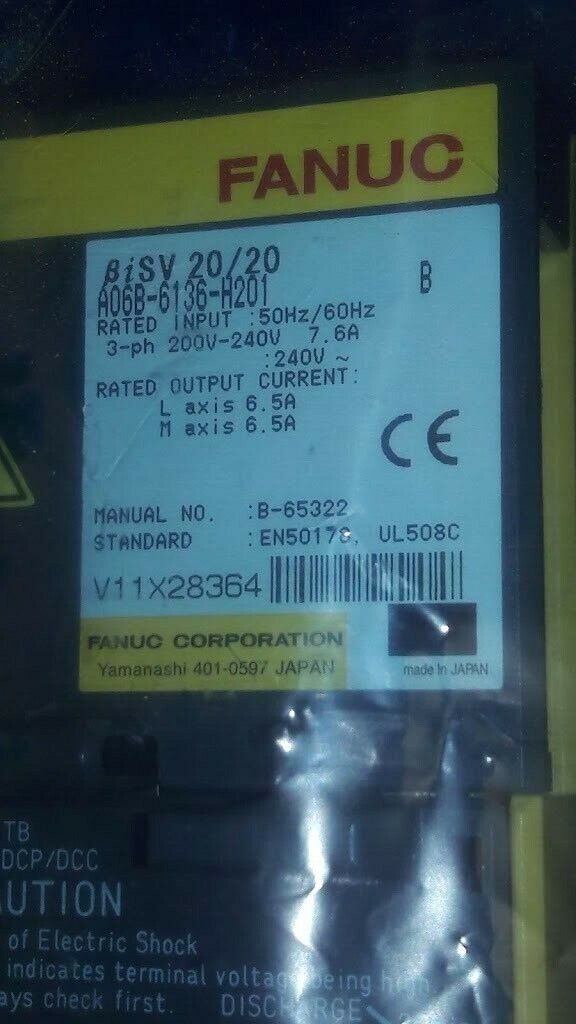 FANUC
βiSV 20/20
A06B-6136-H201 B
RATED INPUT :50Hz/60Hz
3-ph 200V-240V 7.6A
:240V ~
RATED OUTPUT CURRENT:
L axis 6.5A
M axis 6.5A
CE
MANUAL NO. :B-65322
STANDARD :EN50178, UL508C
V11X28364
FANUC CORPORATION
Yamanashi 401-0597 JAPAN
made in JAPAN
TB
DCP/DCC
AUTION
of Electric Shock
indicates terminal voltage being high
ays check first. DISCHARGE